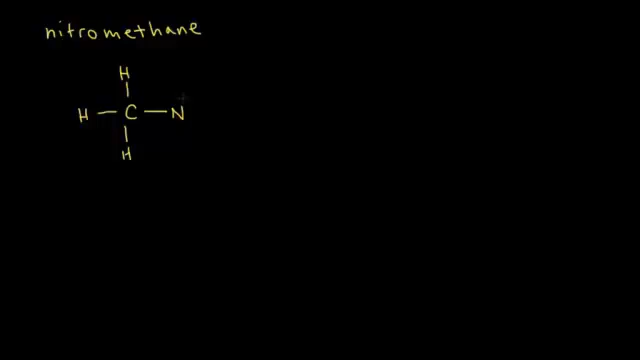 nitromethane
H
H — C — N
H